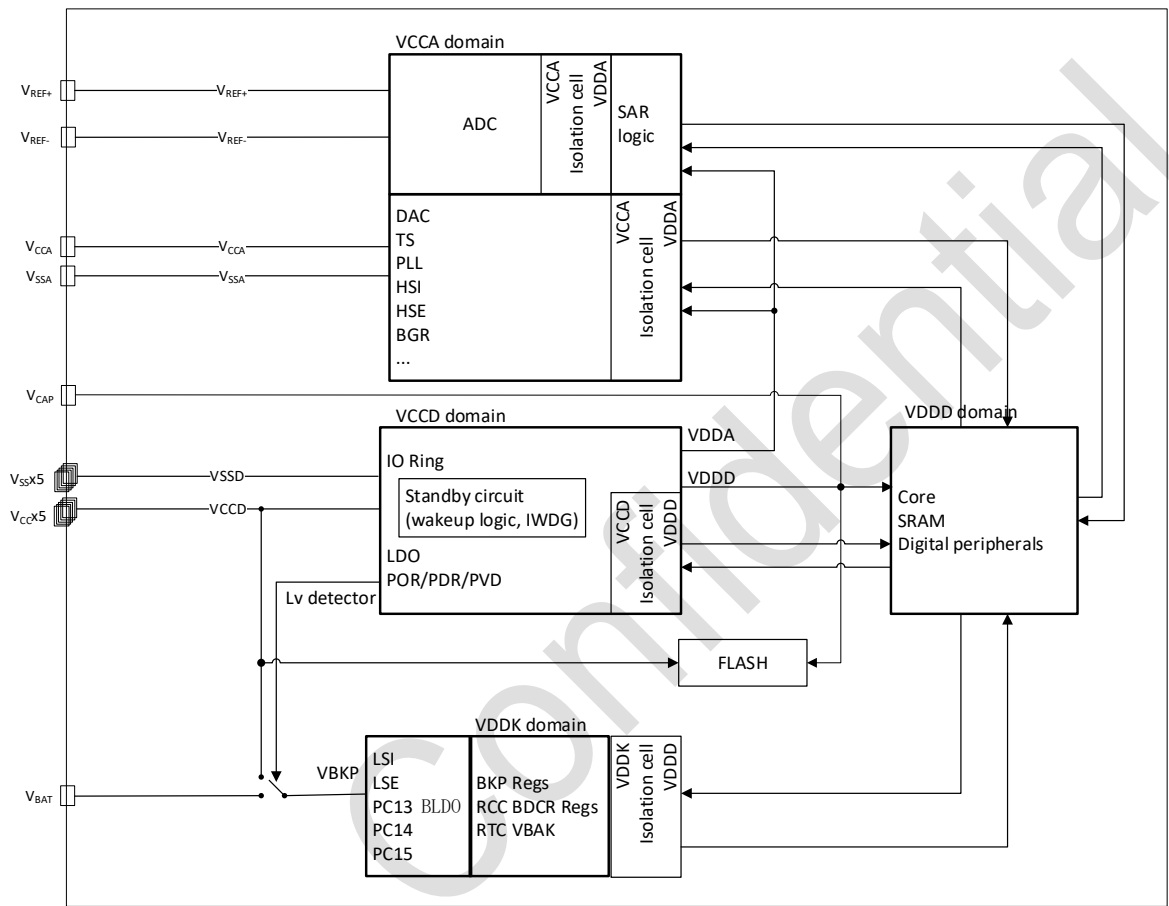 VCCA domain
VREF+
VREF+
VREF-
VREF-
ADC
VCCA
Isolation cell
VDDA
SAR
logic
VCCA
VCCA
VSSA
VSSA
DAC
TS
PLL
HSI
HSE
BGR
...
VCCA
Isolation cell
VDDA
VCAP
VCCD domain
VDDA
VDDD
VDDD domain
VSSx5
VSSD
VCCx5
VCCD
IO Ring
Standby circuit
(wakeup logic, IWDG)
LDO
POR/PDR/PVD
VCCD
Isolation cell
VDDD
Core
SRAM
Digital peripherals
Lv detector
FLASH
VDDK domain
VBAT
VBKP
LSI
LSE
PC13 BLDO
PC14
PC15
BKP Regs
RCC BDCR Regs
RTC VBAK
VDDK
Isolation cell
VDDD
Confidential